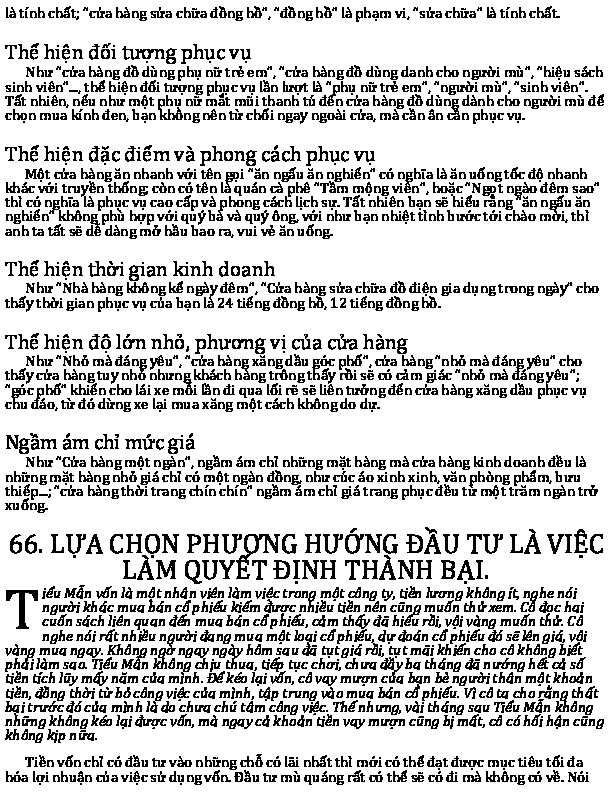 là tính chất; “cửa hàng sửa chữa đồng hồ”, “đồng hồ” là phạm vi, “sửa chữa” là tính chất.
Thể hiện đối tượng phục vụ
Như “cửa hàng đồ dùng phụ nữ trẻ em”, “cửa hàng đồ dùng danh cho người mù”, “hiệu sách
sinh viên”..., thể hiện đối tượng phục vụ lần lượt là “phụ nữ trẻ em”, “người mù”, “sinh viên”.
Tất nhiên, nếu như một phụ nữ mắt mũi thanh tú đến cửa hàng đồ dùng dành cho người mù để
chọn mua kính đen, bạn không nên từ chối ngay ngoài cửa, mà cần ân cần phục vụ.
Thể hiện đặc điểm và phong cách phục vụ
Một cửa hàng ăn nhanh với tên gọi “ăn ngấu ăn nghiến” có nghĩa là ăn uống tốc độ nhanh
khác với truyền thống; còn có tên là quán cà phê “Tầm mộng viên”, hoặc “Ngọt ngào đêm sao”
thì có nghĩa là phục vụ cao cấp và phong cách lịch sự. Tất nhiên bạn sẽ hiểu rằng “ăn ngấu ăn
nghiến” không phù hợp với quý bà và quý ông, với như bạn nhiệt tình bước tới chào mời, thì
anh ta tất sẽ dễ dàng mở hầu bao ra, vui vẻ ăn uống.
Thể hiện thời gian kinh doanh
Như “Nhà hàng không kể ngày đêm”, “Cửa hàng sửa chữa đồ điện gia dụng trong ngày” cho
thấy thời gian phục vụ của bạn là 24 tiếng đồng hồ, 12 tiếng đồng hồ.
Thể hiện độ lớn nhỏ, phương vị của cửa hàng
Như “Nhỏ mà đáng yêu”, “cửa hàng xăng dầu góc phố”, cửa hàng “nhỏ mà đáng yêu” cho
thấy cửa hàng tuy nhỏ nhưng khách hàng trông thấy rồi sẽ có cảm giác “nhỏ mà đáng yêu”;
“góc phố” khiến cho lái xe mỗi lần đi qua lối rẽ sẽ liên tưởng đến cửa hàng xăng dầu phục vụ
chu đáo, từ đó dừng xe lại mua xăng một cách không do dự.
Ngầm ám chỉ mức giá
Như “Cửa hàng một ngàn”, ngầm ám chỉ những mặt hàng mà cửa hàng kinh doanh đều là
những mặt hàng nhỏ giá chỉ có một ngàn đồng, như cúc áo xinh xinh, văn phòng phẩm, bưu
thiếp...; “cửa hàng thời trang chín chín” ngầm ám chỉ giá trang phục đều từ một trăm ngàn trở
xuống.
66. LỰA CHỌN PHƯƠNG HƯỚNG ĐẦU TƯ LÀ VIỆC
LÀM QUYẾT ĐỊNH THÀNH BẠI.
Tiểu Mẫn vốn là một nhân viên làm việc trong một công ty, tiền lương không ít, nghe nói
người khác mua bán cổ phiếu kiếm được nhiều tiền nên cũng muốn thử xem. Cô đọc hai
cuốn sách liên quan đến mua bán cổ phiếu, cảm thấy đã hiểu rồi, vội vàng muốn thử. Cô
nghe nói rất nhiều người đang mua một loại cổ phiếu, dự đoán cổ phiếu đó sẽ lên giá, vội
vàng mua ngay. Không ngờ ngay ngày hôm sau đã tụt giá rồi, tụt mãi khiến cho cô không biết
phải làm sao. Tiểu Mẫn không chịu thua, tiếp tục chơi, chưa đầy ba tháng đã nướng hết cả số
tiền tích lũy mấy năm của mình. Để kéo lại vốn, cô vay mượn của bạn bè người thân một khoản
tiền, đồng thời từ bỏ công việc của mình, tập trung vào mua bán cổ phiếu. Vì cô ta cho rằng thất
bại trước đó của mình là do chưa chú tâm công việc. Thế nhưng, vài tháng sau Tiểu Mẫn không
những không kéo lại được vốn, mà ngay cả khoản tiền vay mượn cũng bị mất, cô có hối hận cũng
không kịp nữa.
Tiền vốn chỉ có đầu tư vào những chỗ có lãi nhất thì mới có thể đạt được mục tiêu tối đa
hóa lợi nhuận của việc sử dụng vốn. Đầu tư mù quáng rất có thể sẽ có đi mà không có về. Nói